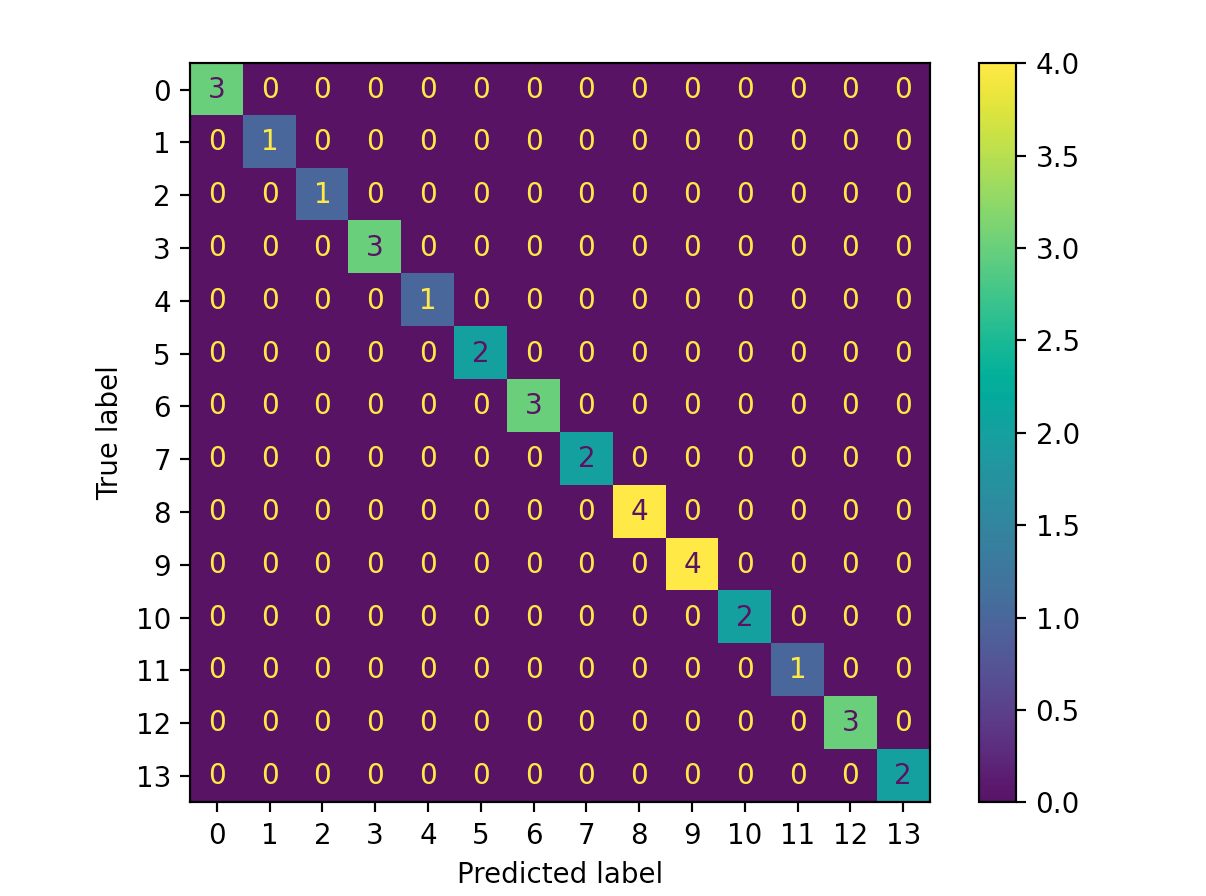 4.0
0 3 0 0 0 0 0 0 0 0 0 0 0 0 0
1 0 1 0 0 0 0 0 0 0 0 0 0 0 0
3.5
2 0 0 1 0 0 0 0 0 0 0 0 0 0 0
3 0 0 0 3 0 0 0 0 0 0 0 0 0 0
3.0
4 0 0 0 0 1 0 0 0 0 0 0 0 0 0
2.5
5 0 0 0 0 0 2 0 0 0 0 0 0 0 0
6 0 0 0 0 0 0 3 0 0 0 0 0 0 0
True label
2.0
7 0 0 0 0 0 0 0 2 0 0 0 0 0 0
8 0 0 0 0 0 0 0 0 4 0 0 0 0 0
1.5
9 0 0 0 0 0 0 0 0 0 4 0 0 0 0
10 0 0 0 0 0 0 0 0 0 0 2 0 0 0
1.0
11 0 0 0 0 0 0 0 0 0 0 0 1 0 0
0.5
12 0 0 0 0 0 0 0 0 0 0 0 0 3 0
13 0 0 0 0 0 0 0 0 0 0 0 0 0 2
0.0
0 1 2 3 4 5 6 7 8 9 10 11 12 13
Predicted label